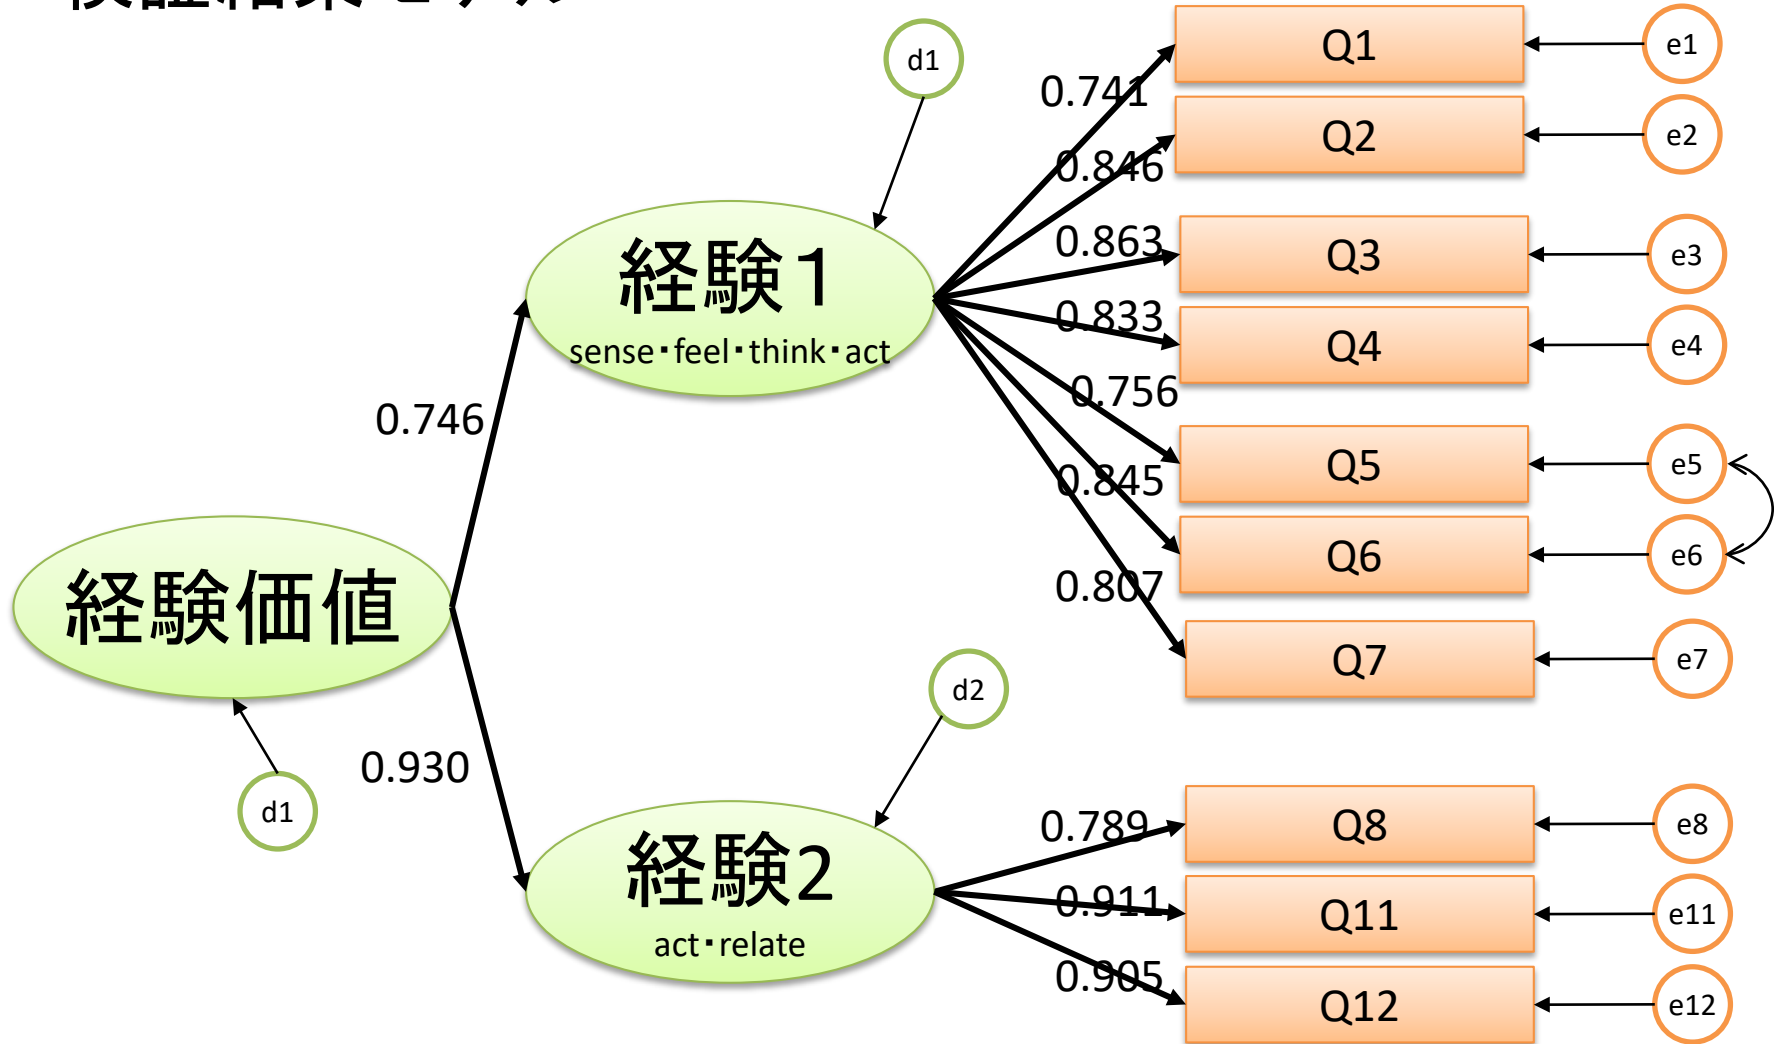 d1
Q1
e1
0.741
Q2
e2
0.846
経験1
sense・feel・think・act
0.863
Q3
e3
0.833
Q4
e4
0.756
Q5
e5
0.845
Q6
e6
0.807
Q7
e7
0.746
経験価値
d1
0.930
d2
経験2
act・relate
0.789
Q8
e8
0.911
Q11
e11
0.905
Q12
e12